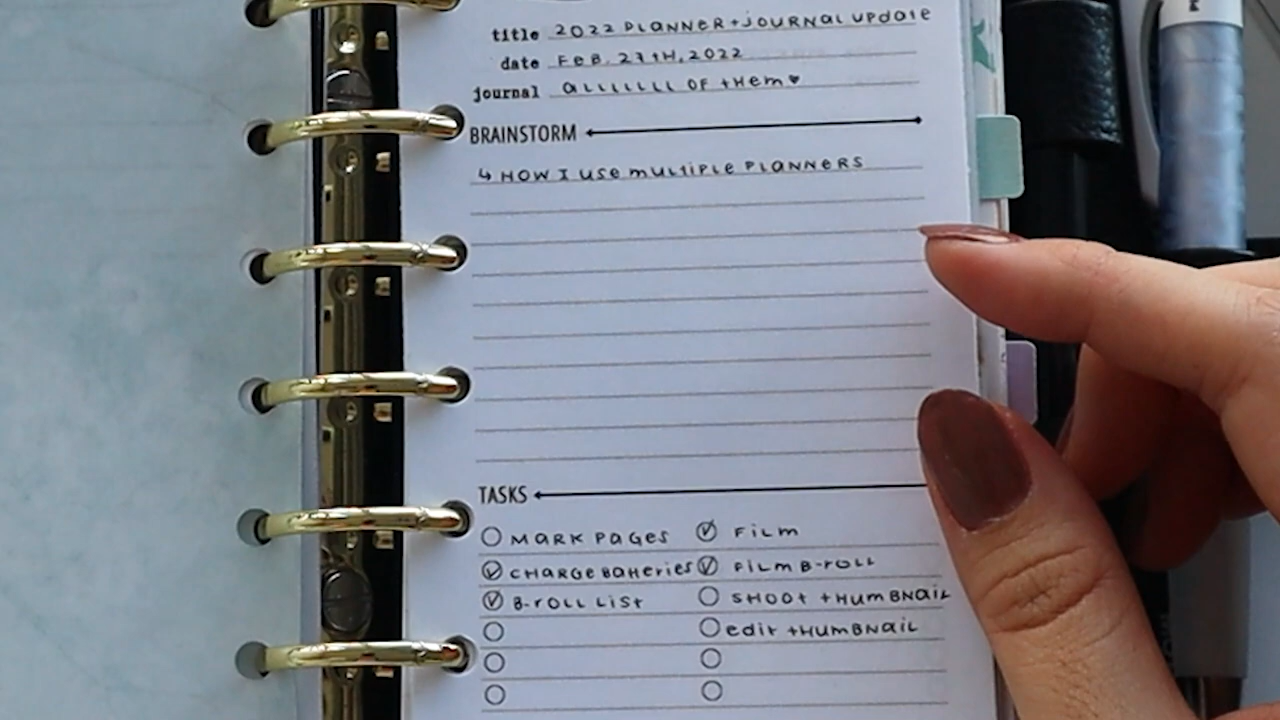 title 2022 PLANNER+JOURNAL UPDATE
date FEB. 27TH, 2022
journal alllllll OF THEM♥
BRAINSTORM
↳ HOW I USE MULTIPLE PLANNERS
TASKS
MARK PAGES FILM
CHARGE BATTERIES FILM B-ROLL
B-ROLL LIST SHOOT THUMBNAIL
EDIT THUMBNAIL